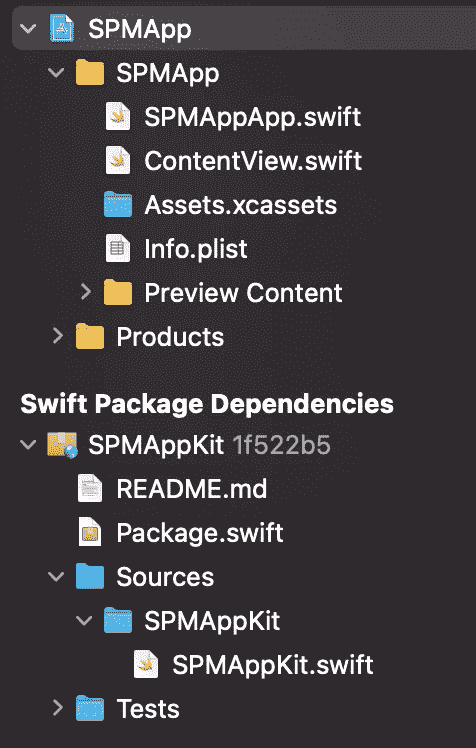 SPMApp
SPMApp
SPMAppApp.swift
ContentView.swift
Assets.xcassets
Info.plist
Preview Content
Products
Swift Package Dependencies
SPMAppKit 1f522b5
README.md
Package.swift
Sources
SPMAppKit
SPMAppKit.swift
Tests